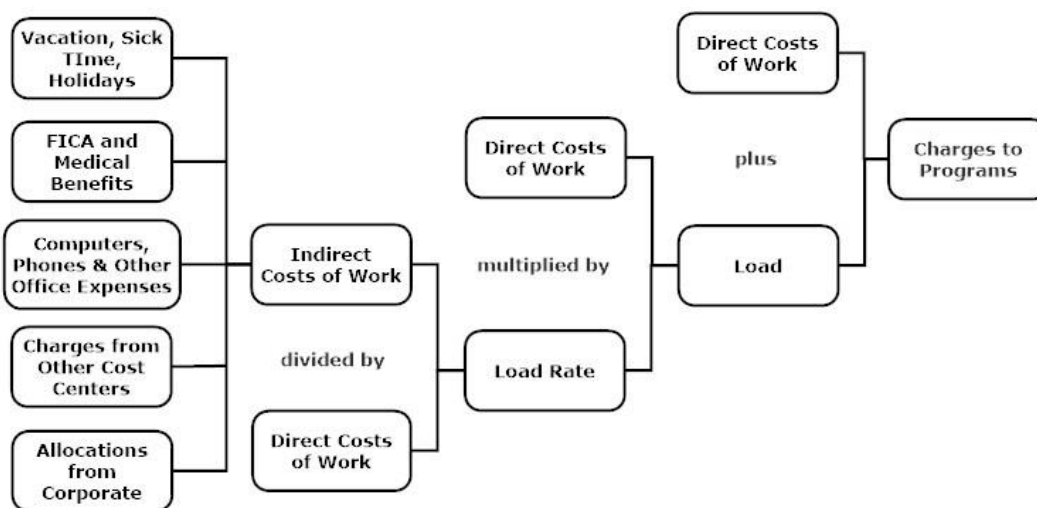 Vacation, Sick
TIme,
Holidays
FICA and
Medical
Benefits
Computers,
Phones & Other
Office Expenses
Charges from
Other Cost
Centers
Allocations
from
Corporate
Indirect
Costs of Work
divided by
Direct Costs
of Work
Load Rate
multiplied by
Direct Costs
of Work
Load
plus
Direct Costs
of Work
Charges to
Programs